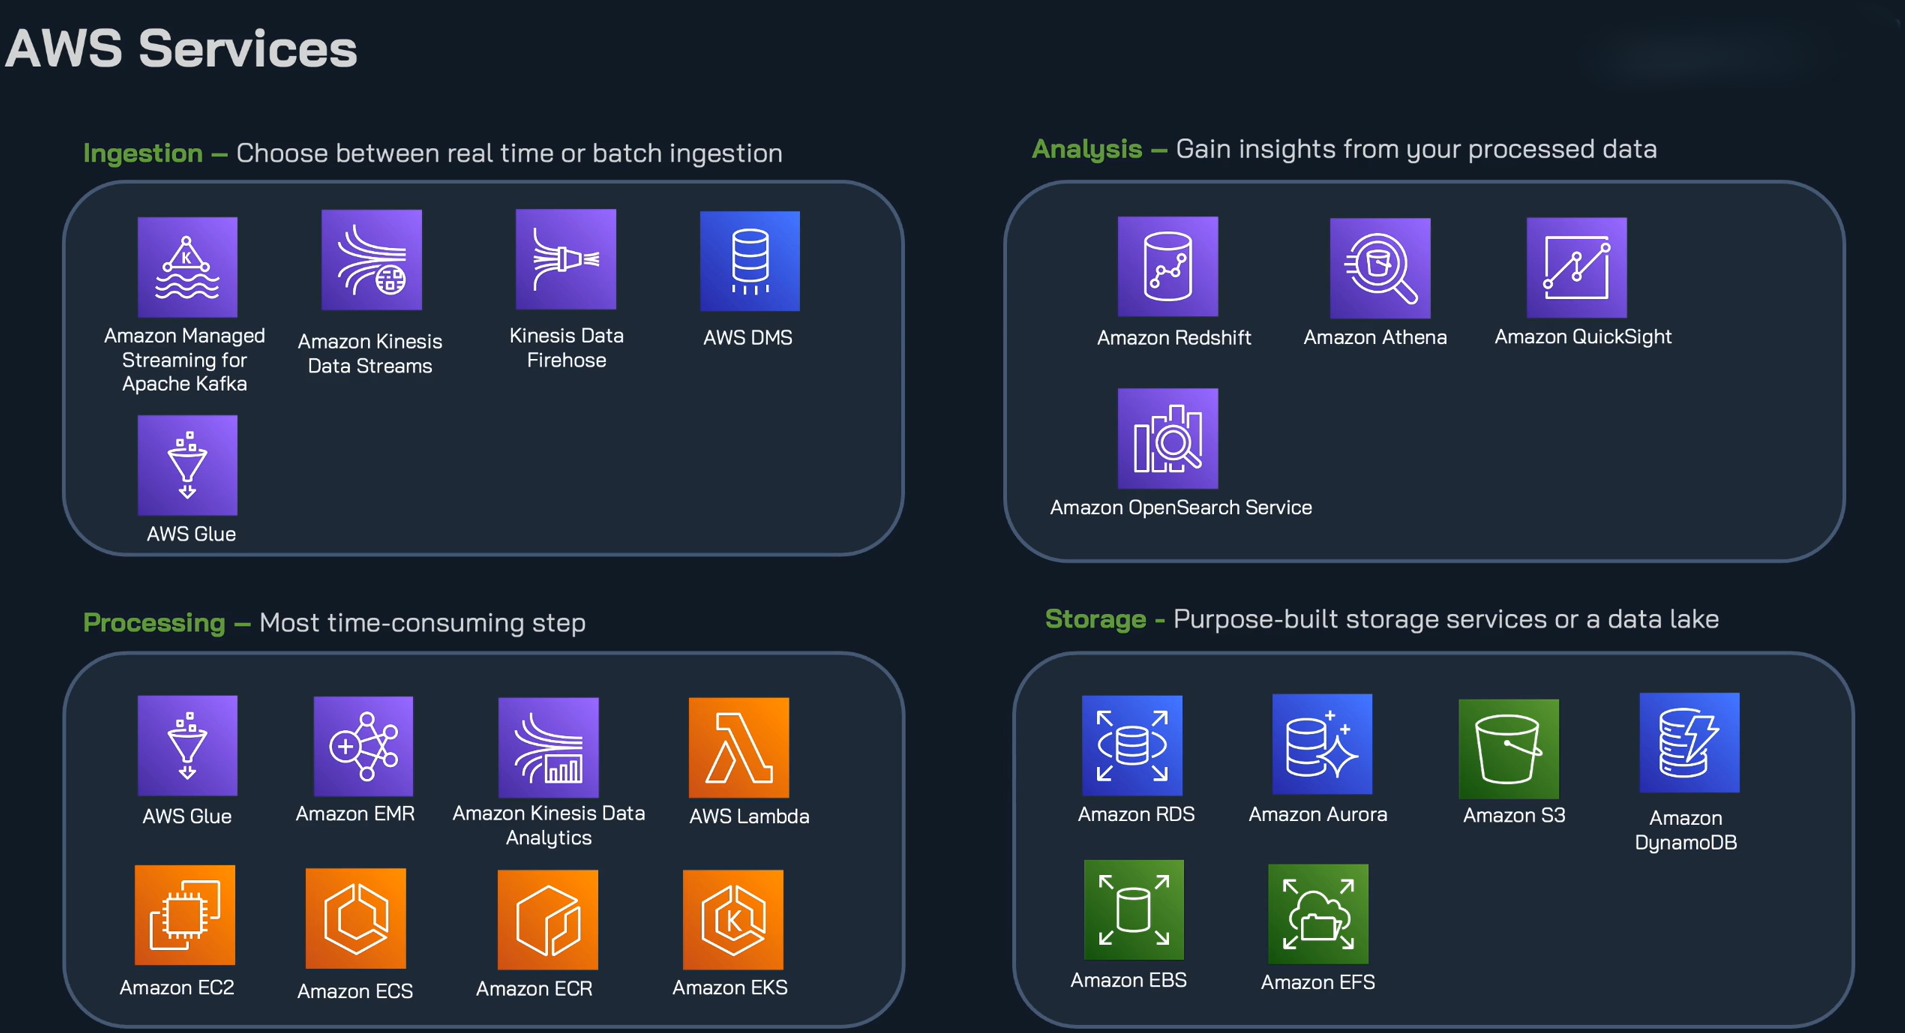 AWS Services
Ingestion – Choose between real time or batch ingestion
K
Amazon Managed
Streaming for
Apache Kafka
Amazon Kinesis
Data Streams
Kinesis Data
Firehose
AWS DMS
AWS Glue
Analysis – Gain insights from your processed data
Amazon Redshift
Amazon Athena
Amazon QuickSight
Amazon OpenSearch Service
Processing – Most time-consuming step
AWS Glue
Amazon EMR
Amazon Kinesis Data
Analytics
AWS Lambda
Amazon EC2
Amazon ECS
Amazon ECR
K
Amazon EKS
Storage - Purpose-built storage services or a data lake
Amazon RDS
Amazon Aurora
Amazon S3
Amazon
DynamoDB
Amazon EBS
Amazon EFS